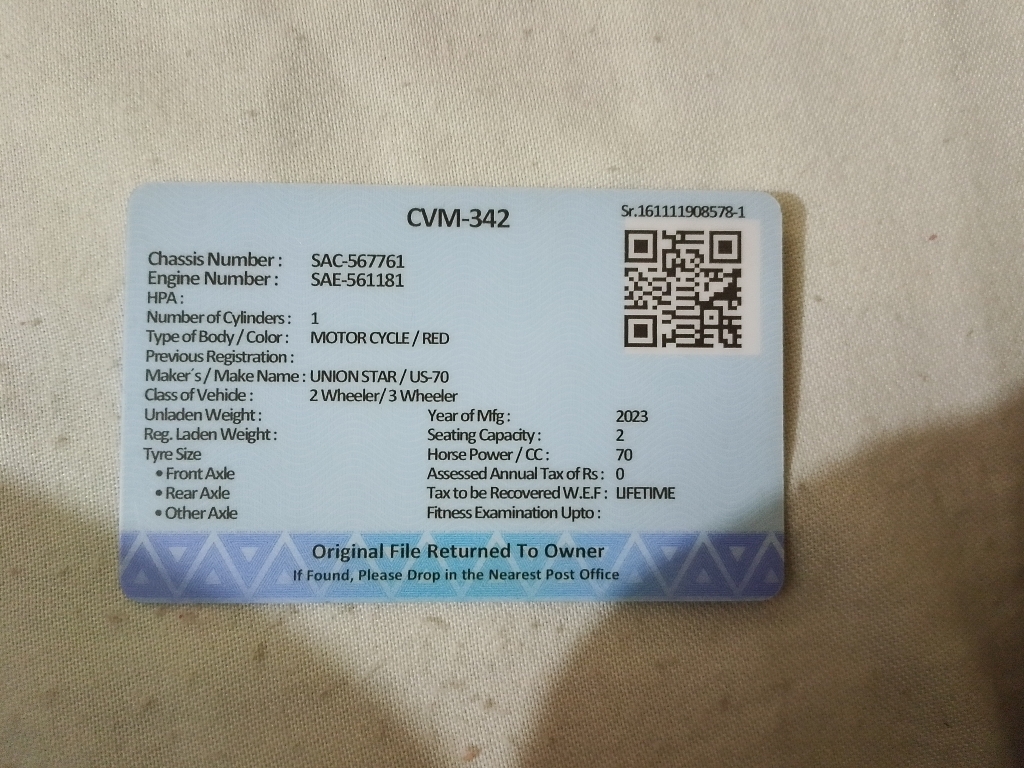 CVM-342
Sr.161111908578-1
Chassis Number : SAC-567761
Engine Number : SAE-561181
HPA :
Number of Cylinders : 1
Type of Body / Color : MOTOR CYCLE / RED
Previous Registration :
Maker´s / Make Name : UNION STAR / US-70
Class of Vehicle : 2 Wheeler/ 3 Wheeler
Unladen Weight : Year of Mfg : 2023
Reg. Laden Weight : Seating Capacity : 2
Tyre Size Horse Power / CC : 70
• Front Axle Assessed Annual Tax of Rs : 0
• Rear Axle Tax to be Recovered W.E.F : LIFETIME
• Other Axle Fitness Examination Upto :
Original File Returned To Owner
If Found, Please Drop in the Nearest Post Office